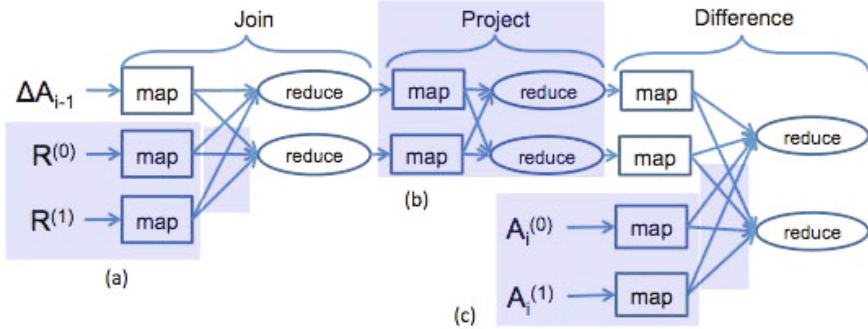 Join Project Difference
ΔAi-1 map reduce map reduce map
R(0) map reduce map reduce map reduce
R(1) map (b) Ai(0) map reduce
(a) Ai(1) map
(c)